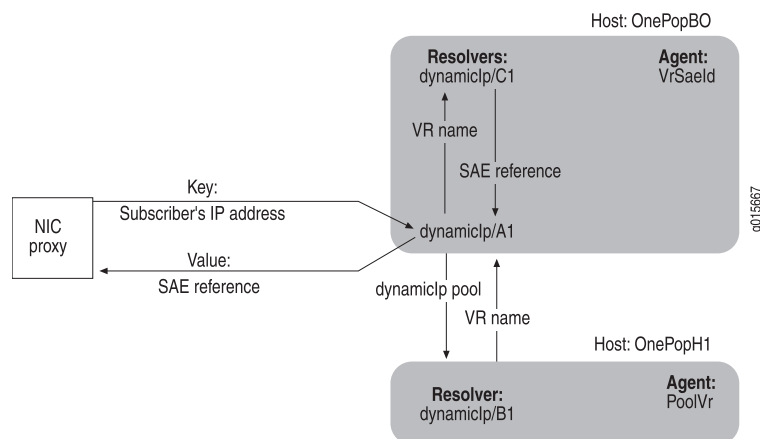 Host: OnePopBO
Resolvers:
dynamicIp/C1
Agent:
VrSaeId
VR name
SAE reference
Key:
Subscriber's IP address
NIC
proxy
dynamicIp/A1
Value:
SAE reference
dynamicIp pool
VR name
Host: OnePopH1
Resolver:
dynamicIp/B1
Agent:
PoolVr
g015667